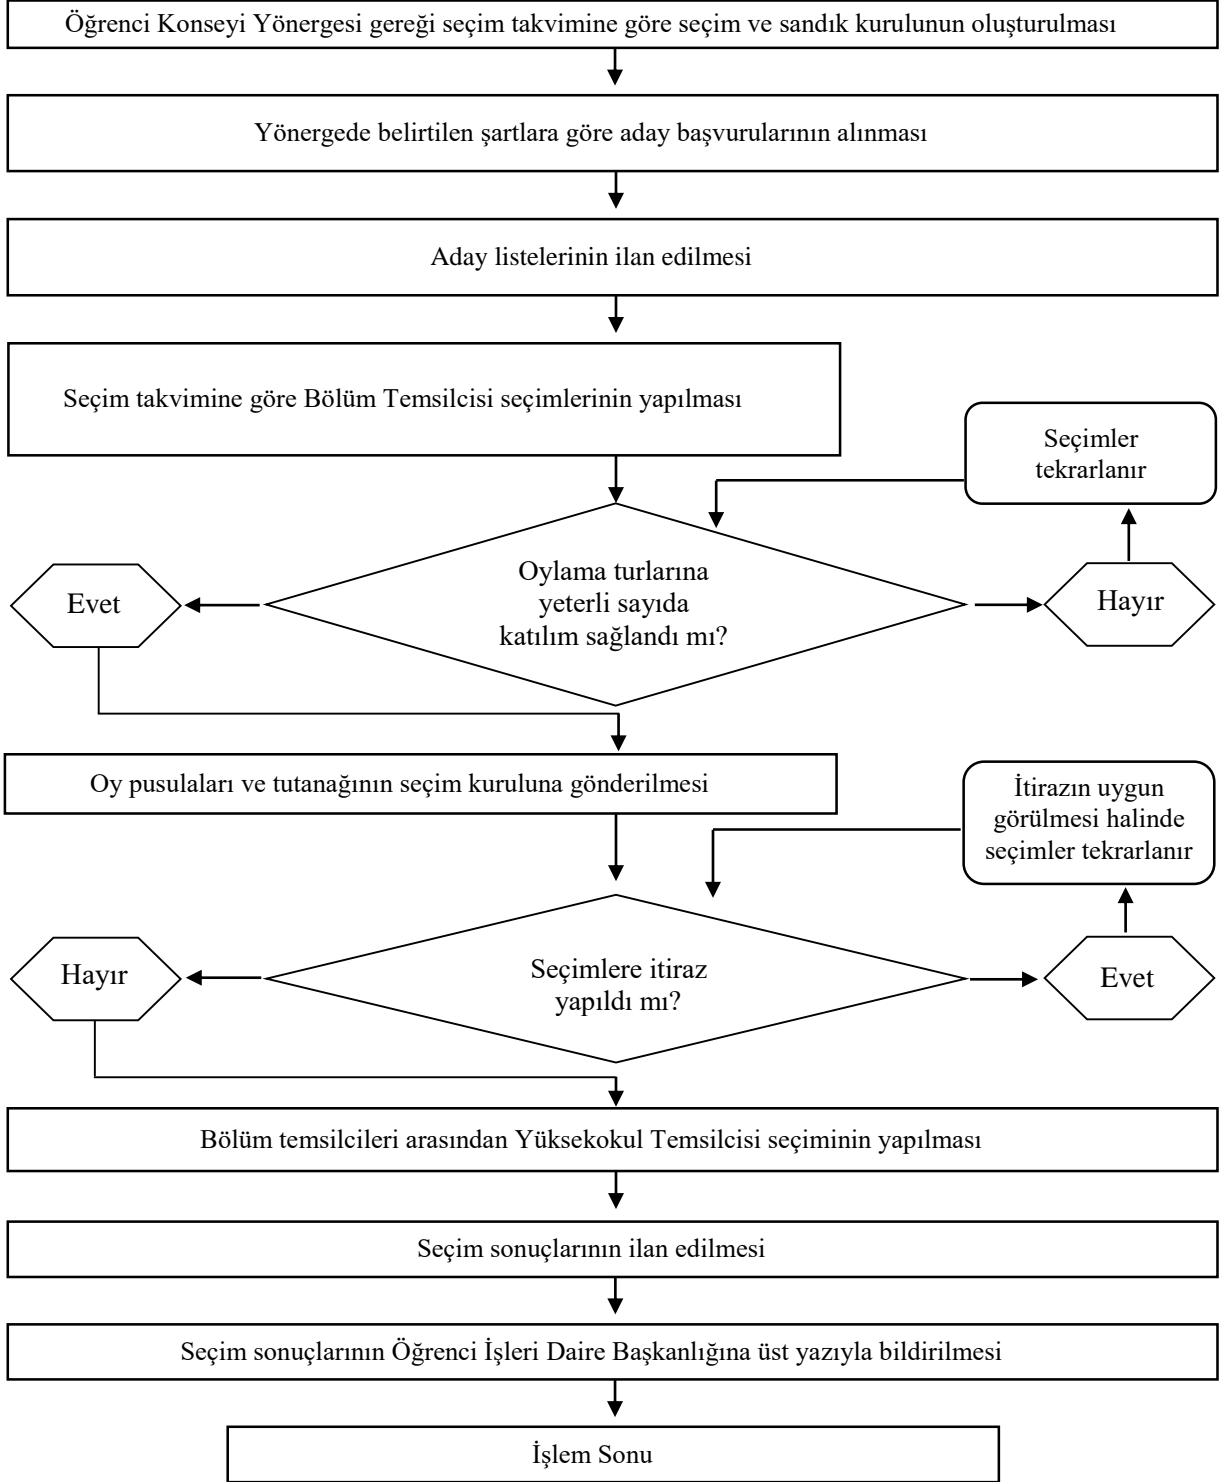 Öğrenci Konseyi Yönergesi gereği seçim takvimine göre seçim ve sandık kurulunun oluşturulması
Yönergede belirtilen şartlara göre aday başvurularının alınması
Aday listelerinin ilan edilmesi
Seçim takvimine göre Bölüm Temsilcisi seçimlerinin yapılması
Seçimler
tekrarlanır
Oylama turlarına
yeterli sayıda
katılım sağlandı mı?
Evet
Hayır
Oy pusulaları ve tutanağının seçim kuruluna gönderilmesi
İtirazın uygun
görülmesi halinde
seçimler tekrarlanır
Seçimlere itiraz
yapıldı mı?
Hayır
Evet
Bölüm temsilcileri arasından Yüksekokul Temsilcisi seçiminin yapılması
Seçim sonuçlarının ilan edilmesi
Seçim sonuçlarının Öğrenci İşleri Daire Başkanlığına üst yazıyla bildirilmesi
İşlem Sonu